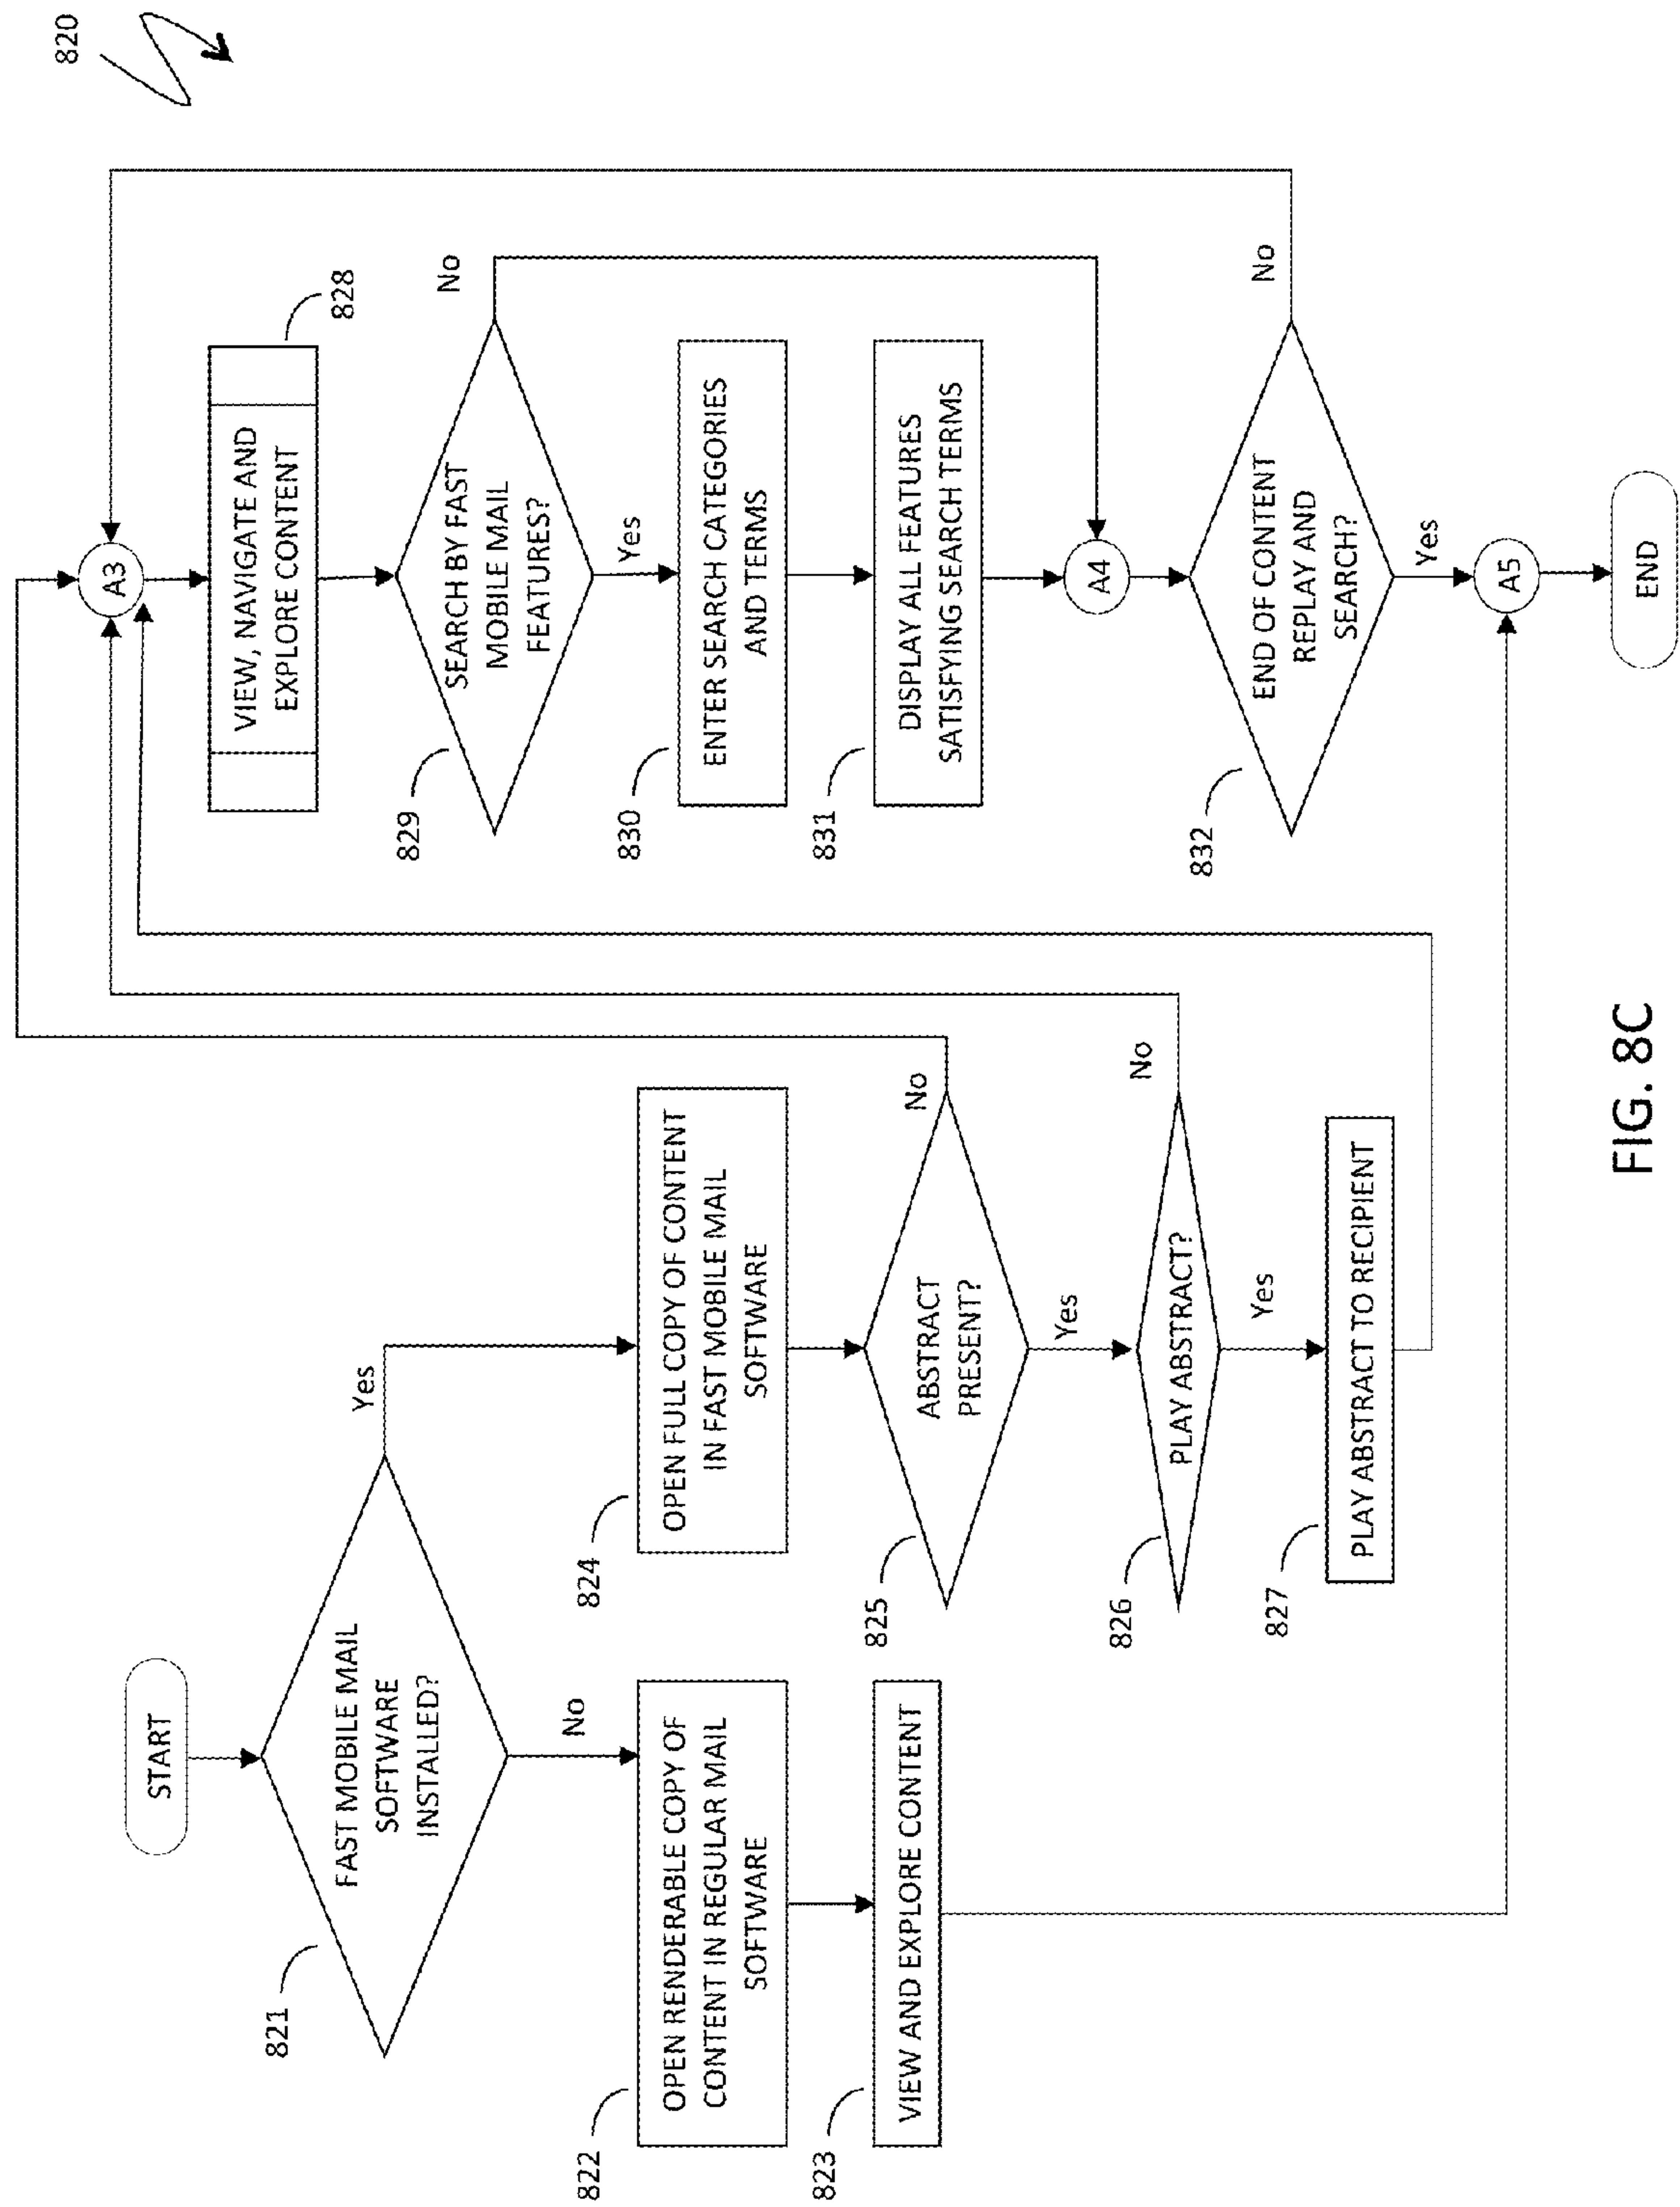 820
START
821
FAST MOBILE MAIL
SOFTWARE
INSTALLED?
Yes
No
822
OPEN RENDERABLE COPY OF
CONTENT IN REGULAR MAIL
SOFTWARE
823
VIEW AND EXPLORE CONTENT
824
OPEN FULL COPY OF CONTENT
IN FAST MOBILE MAIL
SOFTWARE
825
ABSTRACT
PRESENT?
No
Yes
826
PLAY ABSTRACT?
No
Yes
827
PLAY ABSTRACT TO RECIPIENT
A3
828
VIEW, NAVIGATE AND
EXPLORE CONTENT
829
SEARCH BY FAST
MOBILE MAIL
FEATURES?
No
Yes
830
ENTER SEARCH CATEGORIES
AND TERMS
831
DISPLAY ALL FEATURES
SATISFYING SEARCH TERMS
A4
832
END OF CONTENT
REPLAY AND
SEARCH?
No
Yes
A5
END
FIG. 8C